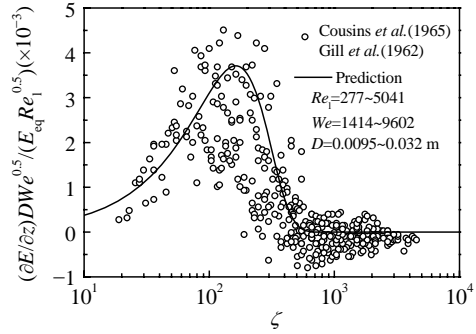 (∂E/∂z)DWe^0.5/(E_eq Re_l^0.5)(×10^-3)
5
4
3
2
1
0
−1
Cousins et al.(1965)
Gill et al.(1962)
Prediction
Re_l=277~5041
We=1414~9602
D=0.0095~0.032 m
10^1 10^2 10^3 10^4
ζ